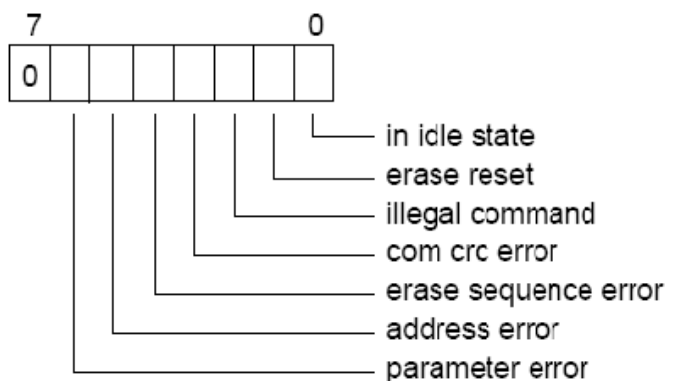 7 0
0
in idle state
erase reset
illegal command
com crc error
erase sequence error
address error
parameter error